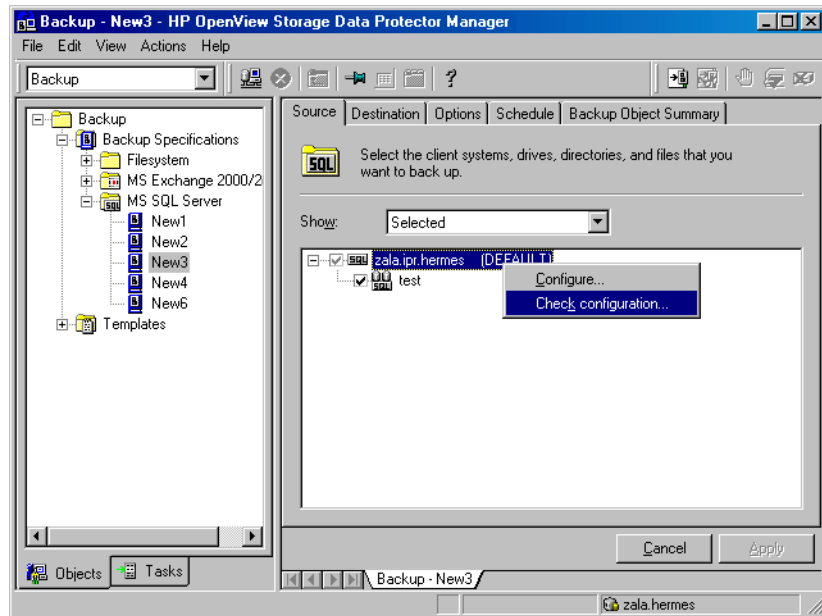 Backup - New3 - HP OpenView Storage Data Protector Manager
File Edit View Actions Help
Backup
?
Backup
Backup Specifications
Filesystem
MS Exchange 2000/2
MS SQL Server
New1
New2
New3
New4
New6
Templates
Objects
Tasks
Source
Destination
Options
Schedule
Backup Object Summary
SQL
Select the client systems, drives, directories, and files that you
want to back up.
Show:
Selected
SQL
zala.ipr.hermes (DEFAULT)
SQL
test
Configure...
Check configuration...
Cancel
Apply
Backup - New3
zala.hermes